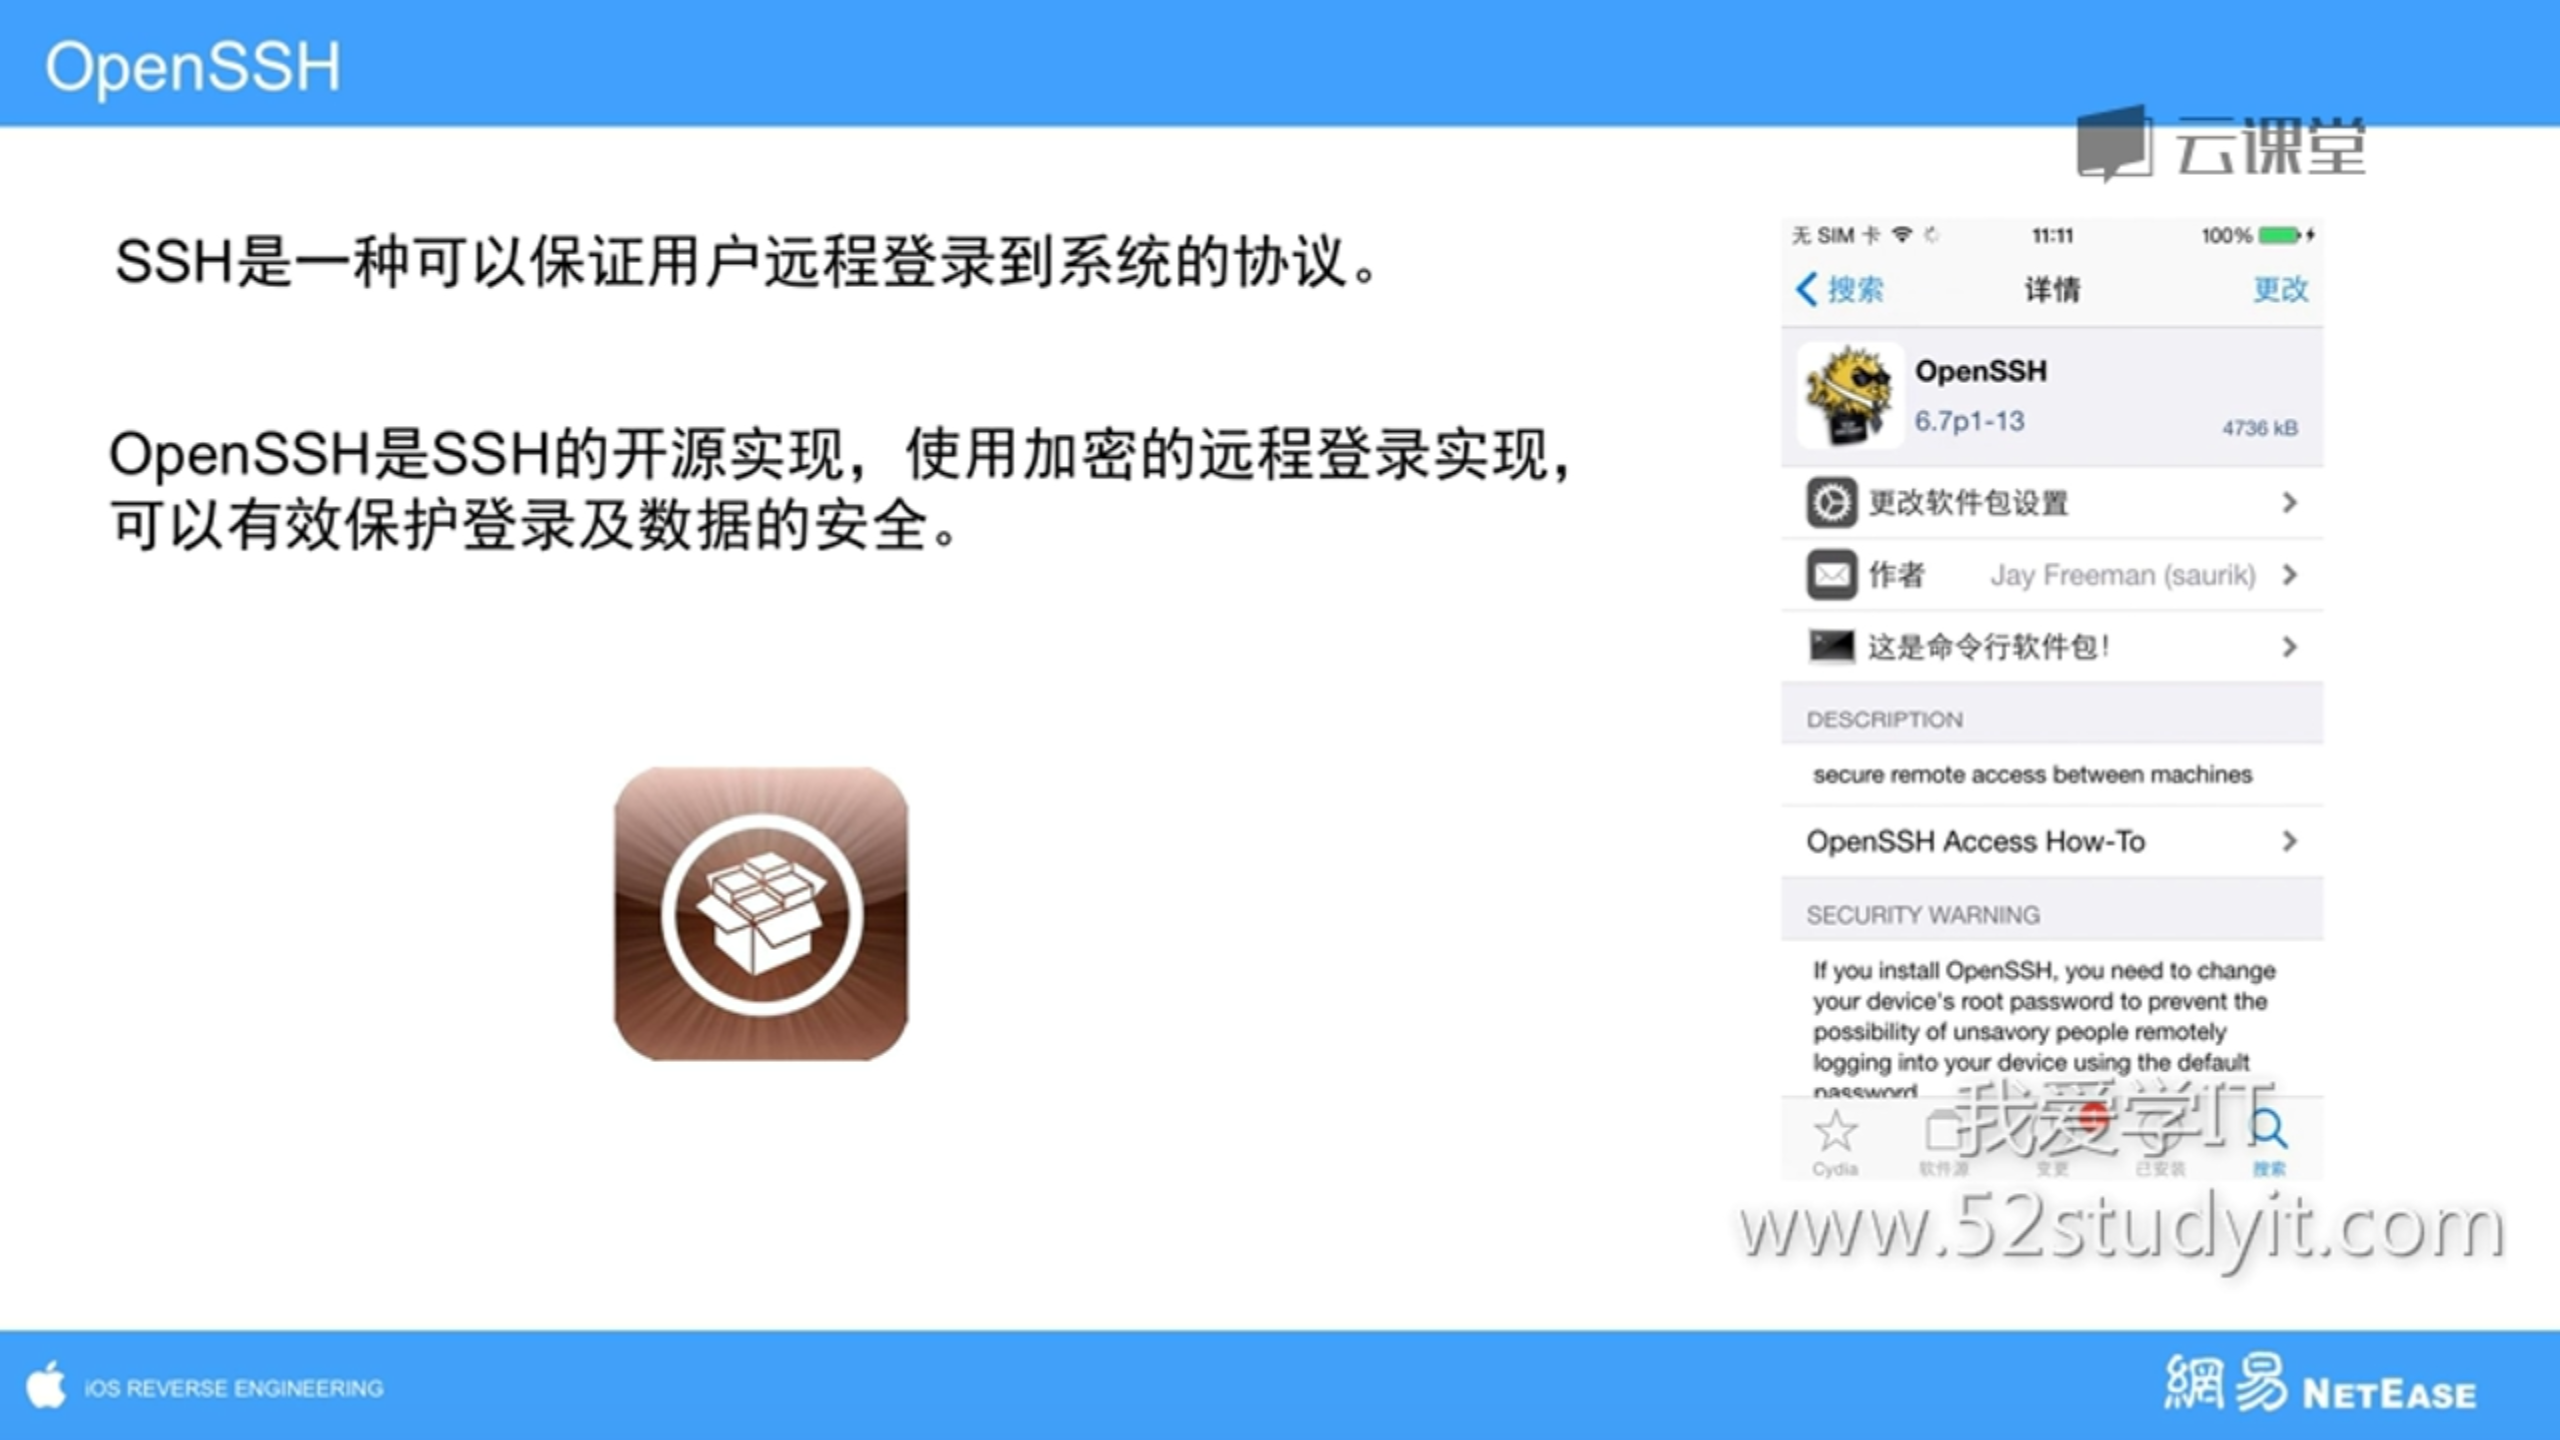 OpenSSH
云课堂
SSH是一种可以保证用户远程登录到系统的协议。
OpenSSH是SSH的开源实现，使用加密的远程登录实现，
可以有效保护登录及数据的安全。
无 SIM 卡
11:11
100%
搜索
详情
更改
OpenSSH
6.7p1-13
4736 kB
更改软件包设置
作者
Jay Freeman (saurik)
这是命令行软件包！
DESCRIPTION
secure remote access between machines
OpenSSH Access How-To
SECURITY WARNING
If you install OpenSSH, you need to change
your device's root password to prevent the
possibility of unsavory people remotely
logging into your device using the default
password
我爱学IT
Cydia
软件源
变更
已安装
搜索
www.52studyit.com
iOS REVERSE ENGINEERING
網易 NETEASE